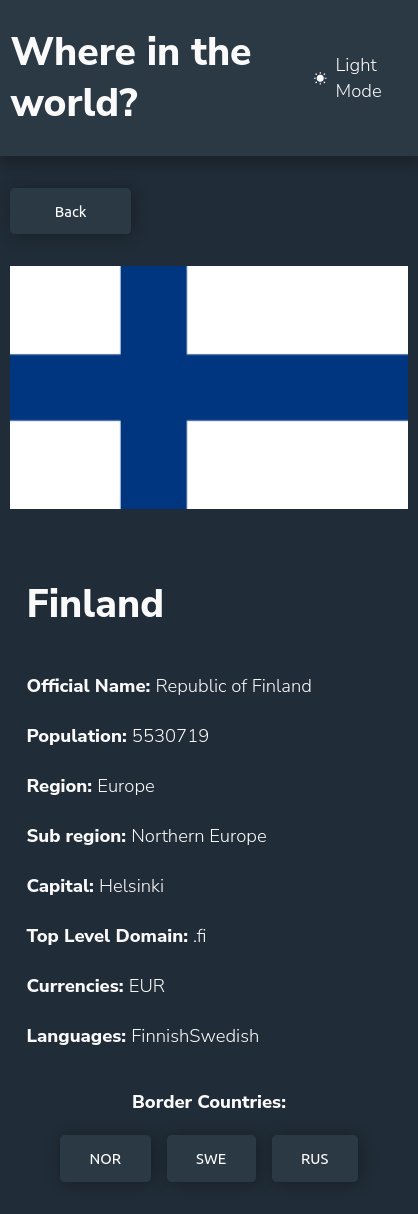 Where in the
world?
Light
Mode
Back
Finland
Official Name: Republic of Finland
Population: 5530719
Region: Europe
Sub region: Northern Europe
Capital: Helsinki
Top Level Domain: .fi
Currencies: EUR
Languages: FinnishSwedish
Border Countries:
NOR SWE RUS